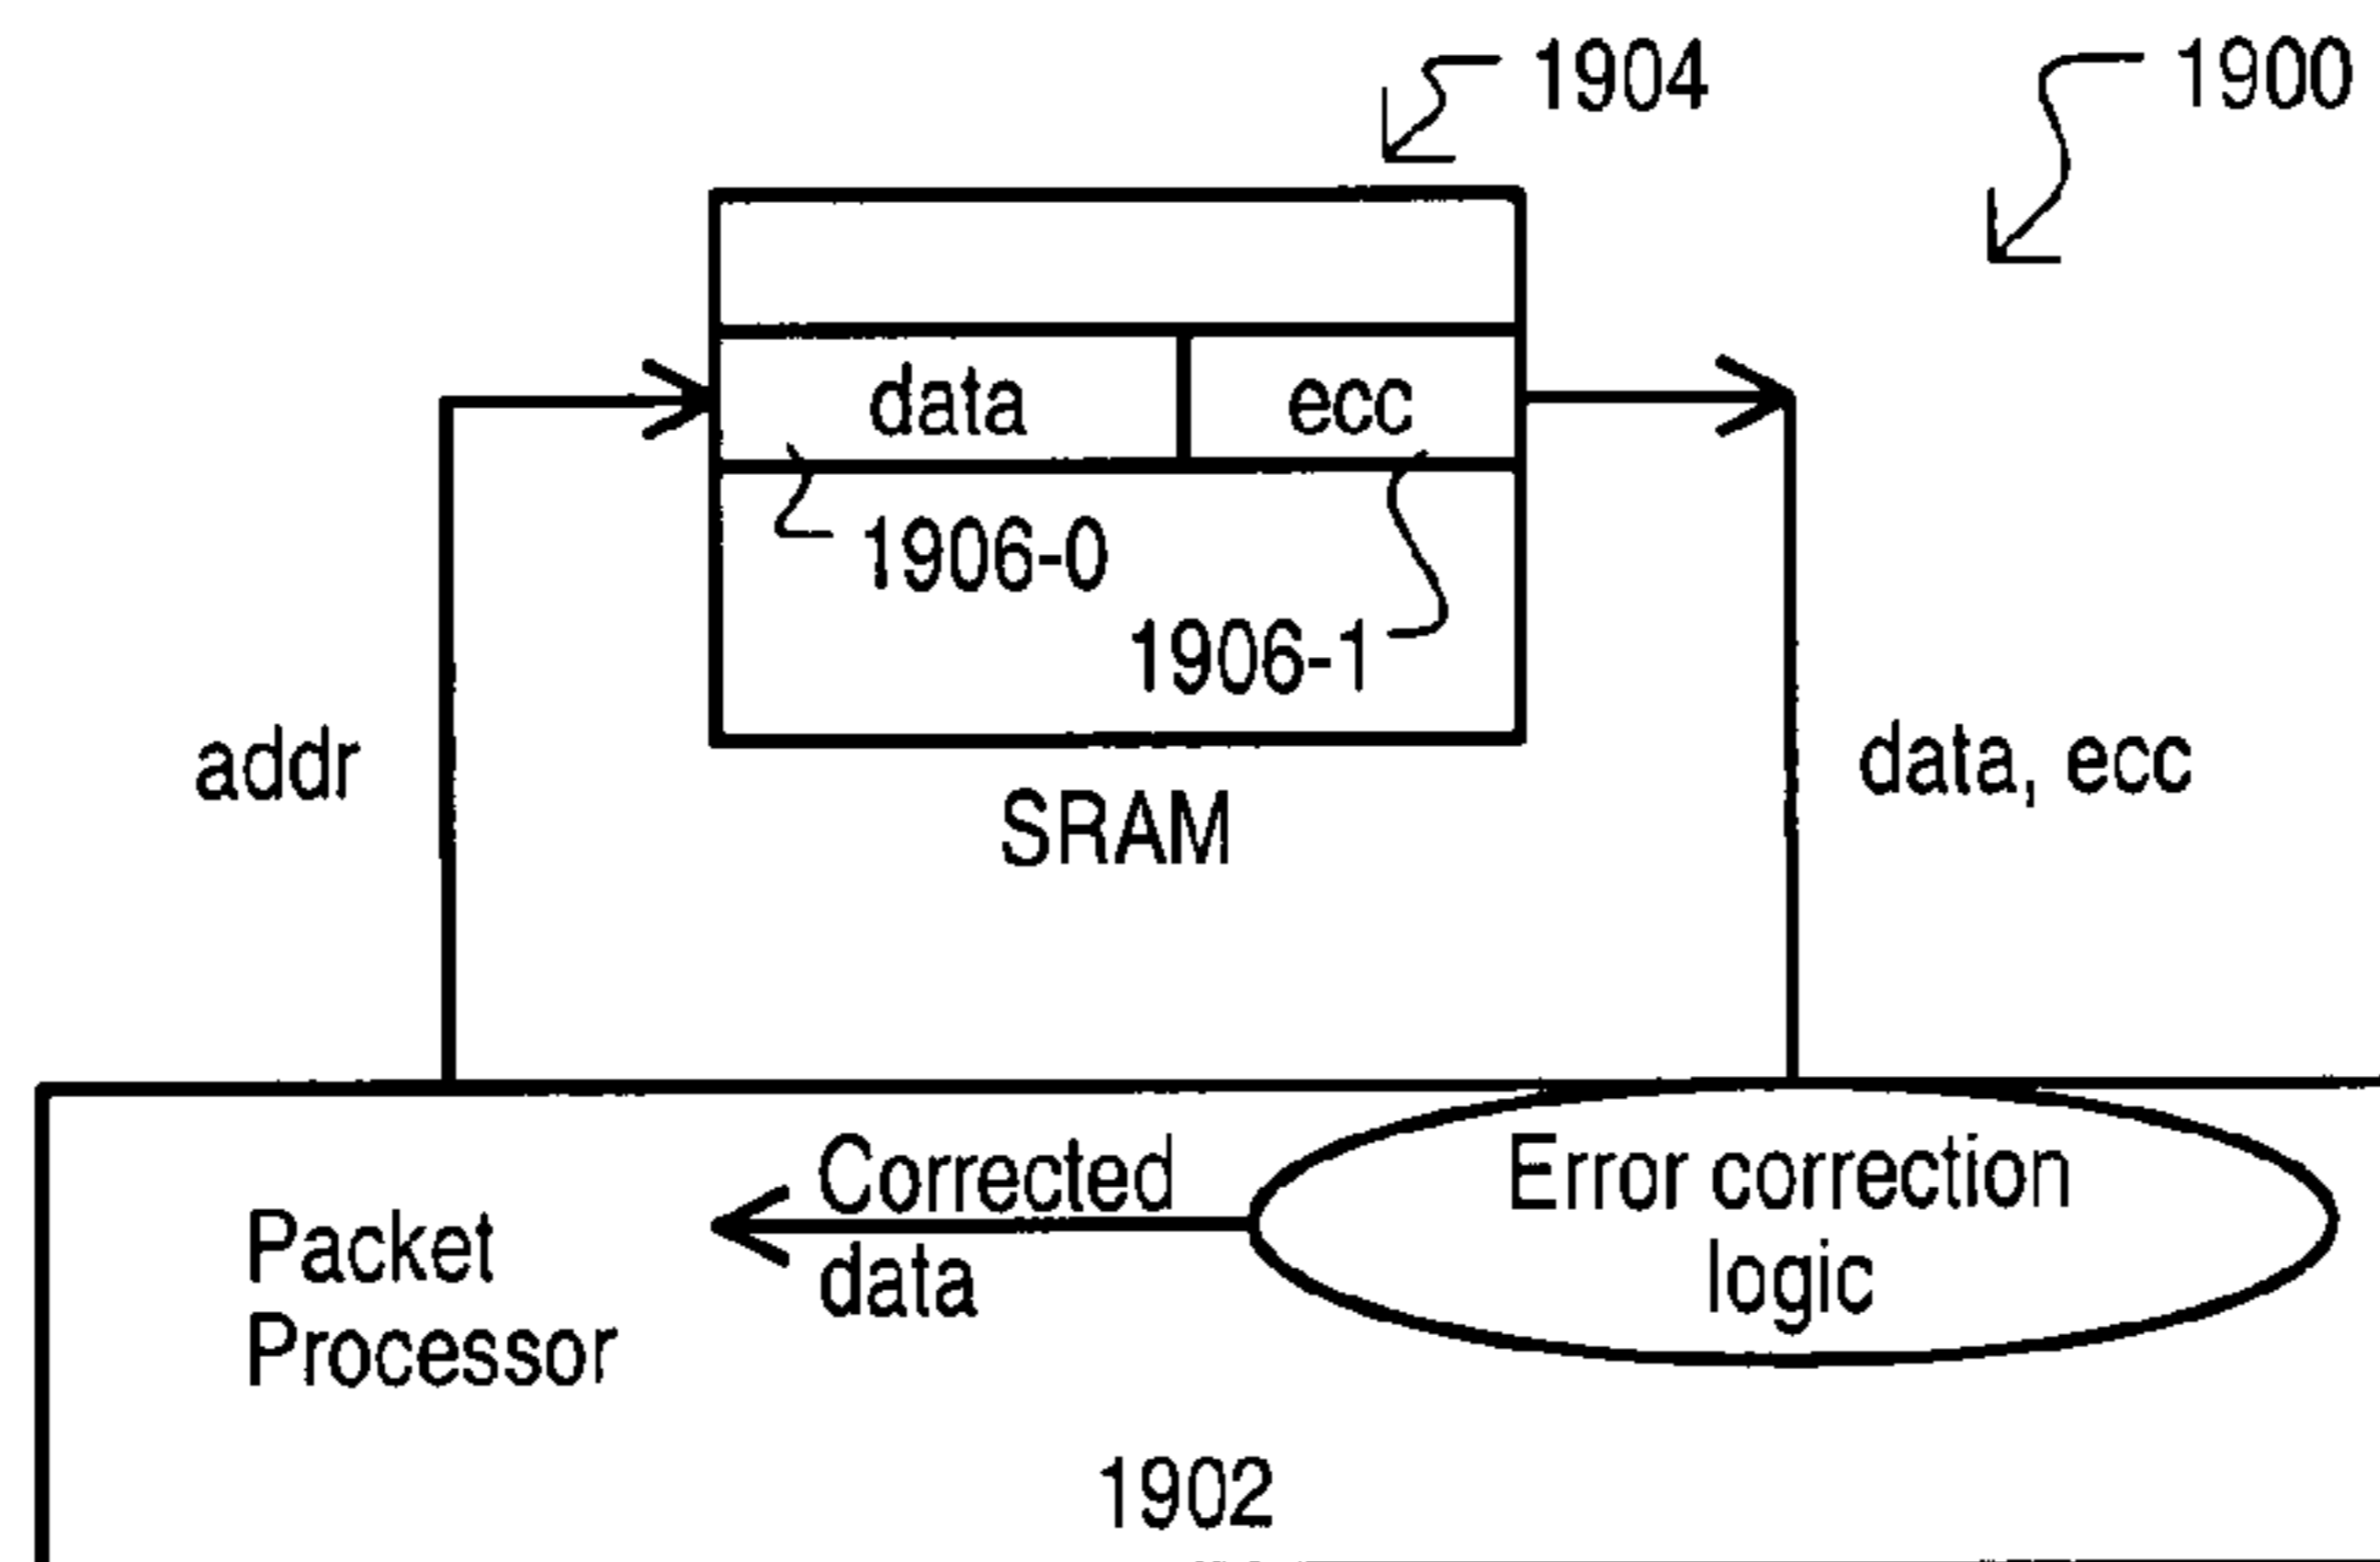 1904
1900
data
ecc
1906-0
1906-1
addr
data, ecc
SRAM
Corrected
data
Error correction
logic
Packet
Processor
1902